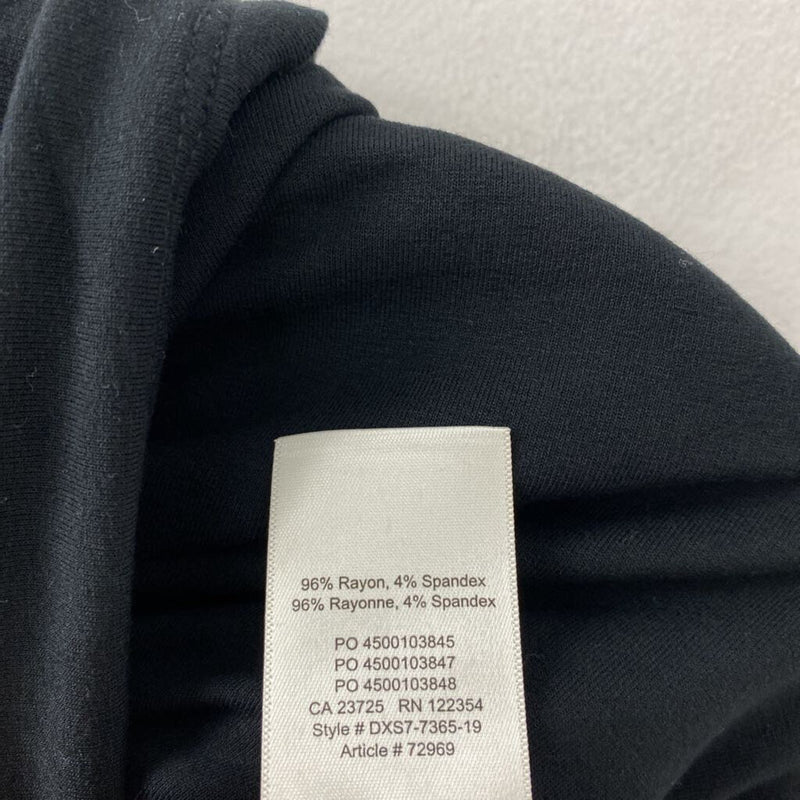 96% Rayon, 4% Spandex
96% Rayonne, 4% Spandex
PO 4500103845
PO 4500103847
PO 4500103848
CA 23725 RN 122354
Style # DXS7-7365-19
Article # 72969